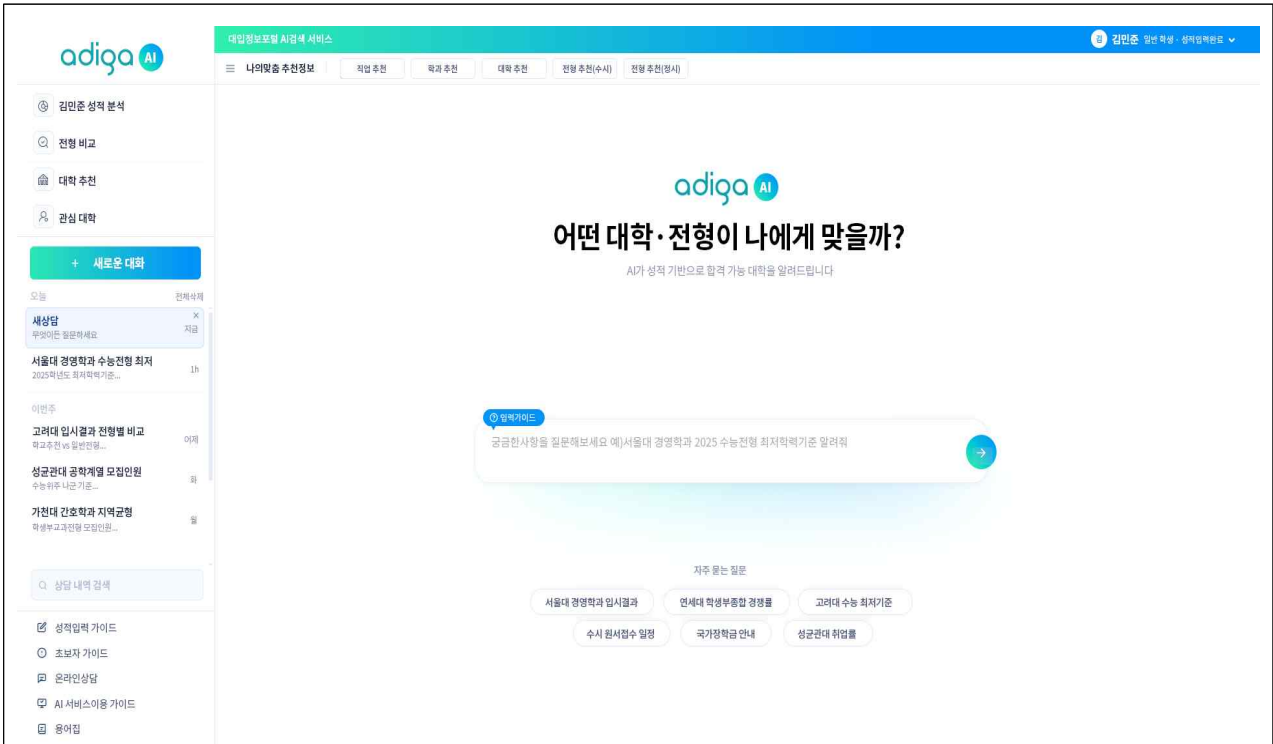 adiga AI
대입정보포털 AI검색 서비스
김 김민준 일반 학생 · 성적입력완료
나의맞춤 추천정보
직업 추천
학과 추천
대학 추천
전형 추천(수시)
전형 추천(정시)
김민준 성적 분석
전형 비교
대학 추천
관심 대학
+ 새로운 대화
오늘 전체삭제
새상담
무엇이든 질문하세요
지금
서울대 경영학과 수능전형 최저
2025학년도 최저학력기준...
1h
이번주
고려대 입시결과 전형별 비교
학교추천 vs 일반전형...
어제
성균관대 공학계열 모집인원
수능위주 나군 기준...
화
가천대 간호학과 지역균형
학생부교과전형 모집인원...
월
상담 내역 검색
성적입력 가이드
초보자 가이드
온라인상담
AI 서비스이용 가이드
용어집
adiga AI
어떤 대학·전형이 나에게 맞을까?
AI가 성적 기반으로 합격 가능 대학을 알려드립니다
입력가이드
궁금한사항을 질문해보세요 예)서울대 경영학과 2025 수능전형 최저학력기준 알려줘
자주 묻는 질문
서울대 경영학과 입시결과
연세대 학생부종합 경쟁률
고려대 수능 최저기준
수시 원서접수 일정
국가장학금 안내
성균관대 취업률